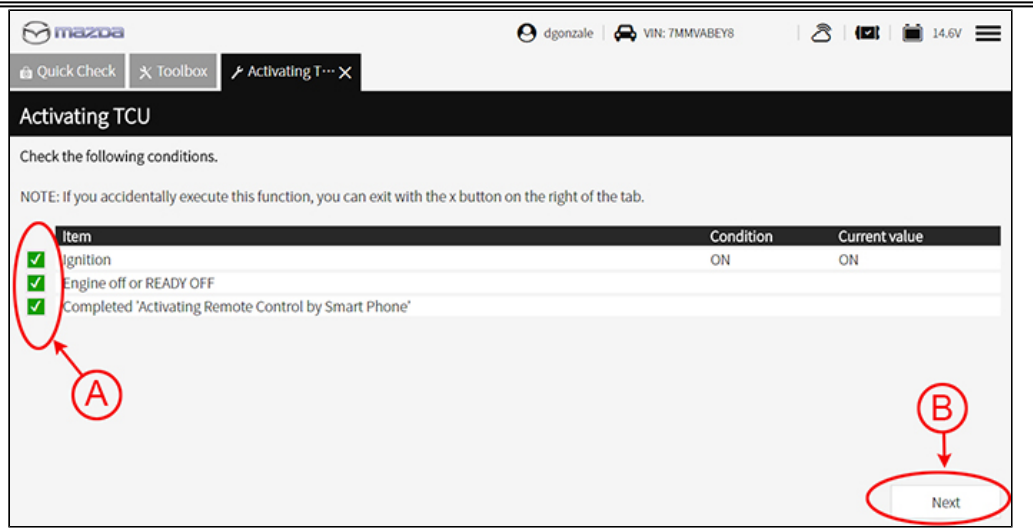 mazda
dgonzale VIN: 7MMVABEY8 14.6V
Quick Check Toolbox Activating T··· X
Activating TCU
Check the following conditions.
NOTE: If you accidentally execute this function, you can exit with the x button on the right of the tab.
Item Condition Current value
Ignition ON ON
Engine off or READY OFF
Completed 'Activating Remote Control by Smart Phone'
A
B
Next